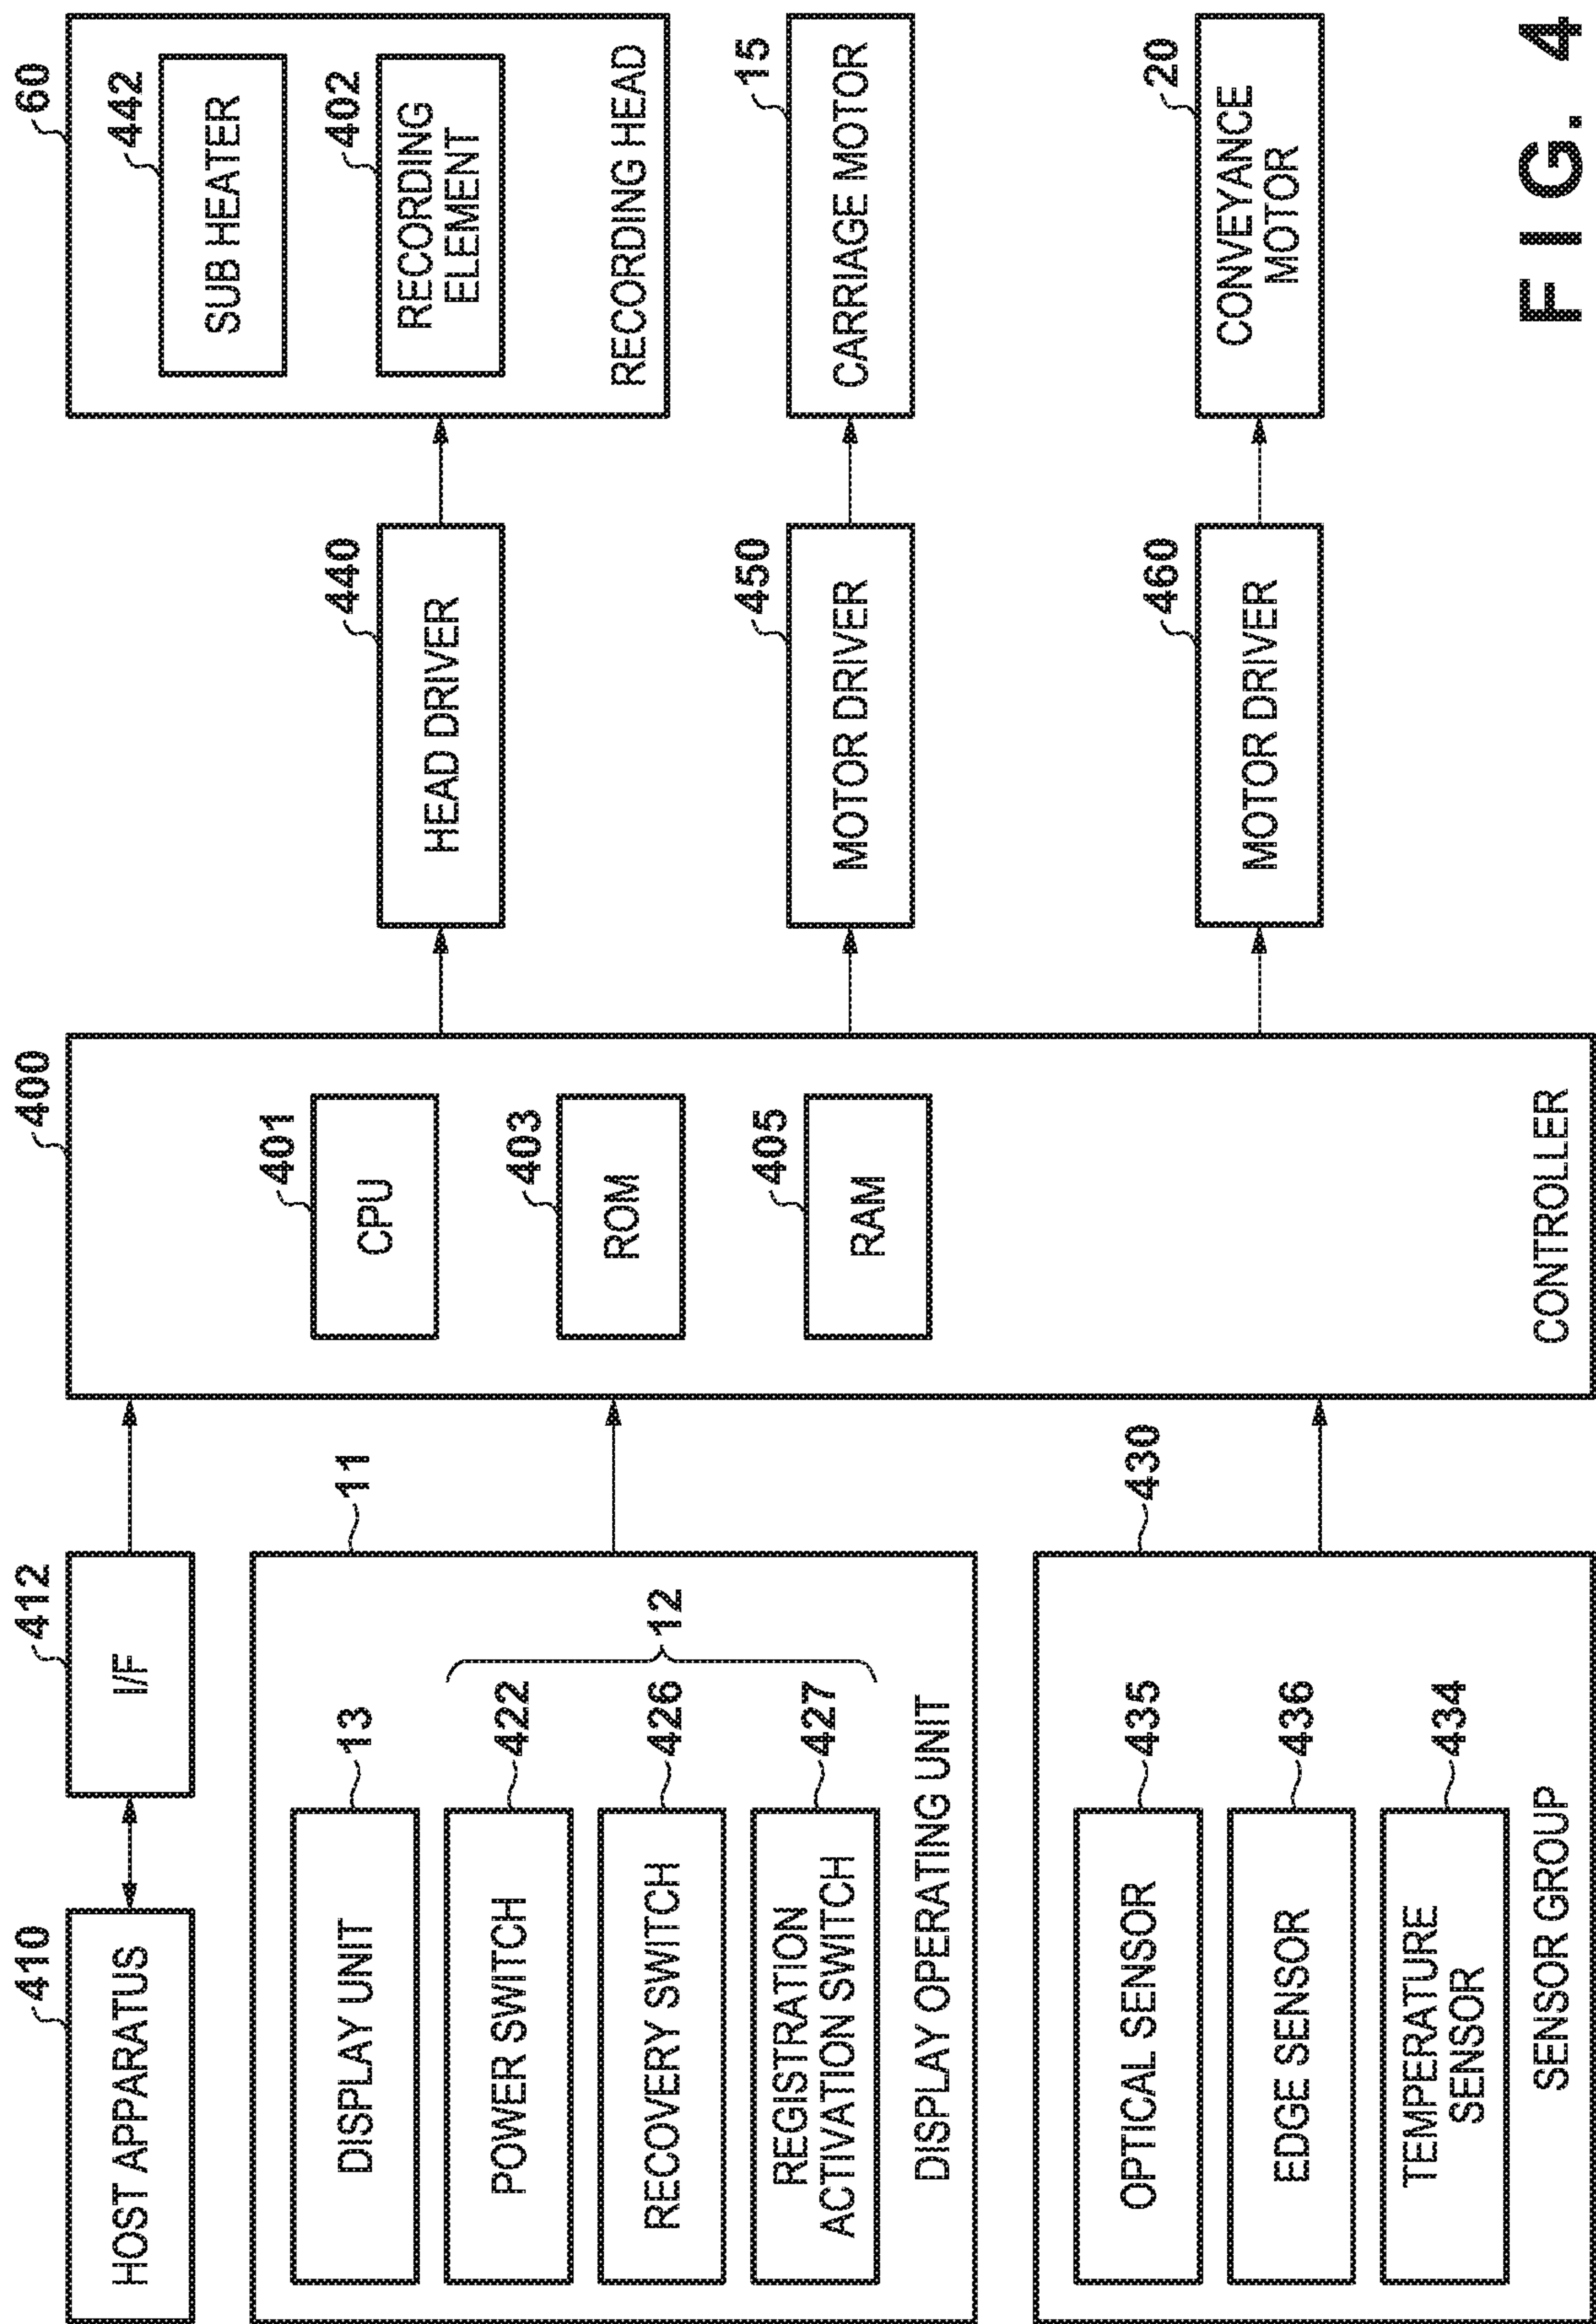 410
HOST APPARATUS
412
I/F
11
DISPLAY UNIT
13
POWER SWITCH
422
RECOVERY SWITCH
426
REGISTRATION
ACTIVATION SWITCH
427
12
DISPLAY OPERATING UNIT
430
OPTICAL SENSOR
435
EDGE SENSOR
436
TEMPERATURE
SENSOR
434
SENSOR GROUP
400
401
CPU
403
ROM
405
RAM
CONTROLLER
440
HEAD DRIVER
450
MOTOR DRIVER
460
MOTOR DRIVER
60
442
SUB HEATER
402
RECORDING
ELEMENT
RECORDING HEAD
15
CARRIAGE MOTOR
20
CONVEYANCE
MOTOR
FIG. 4